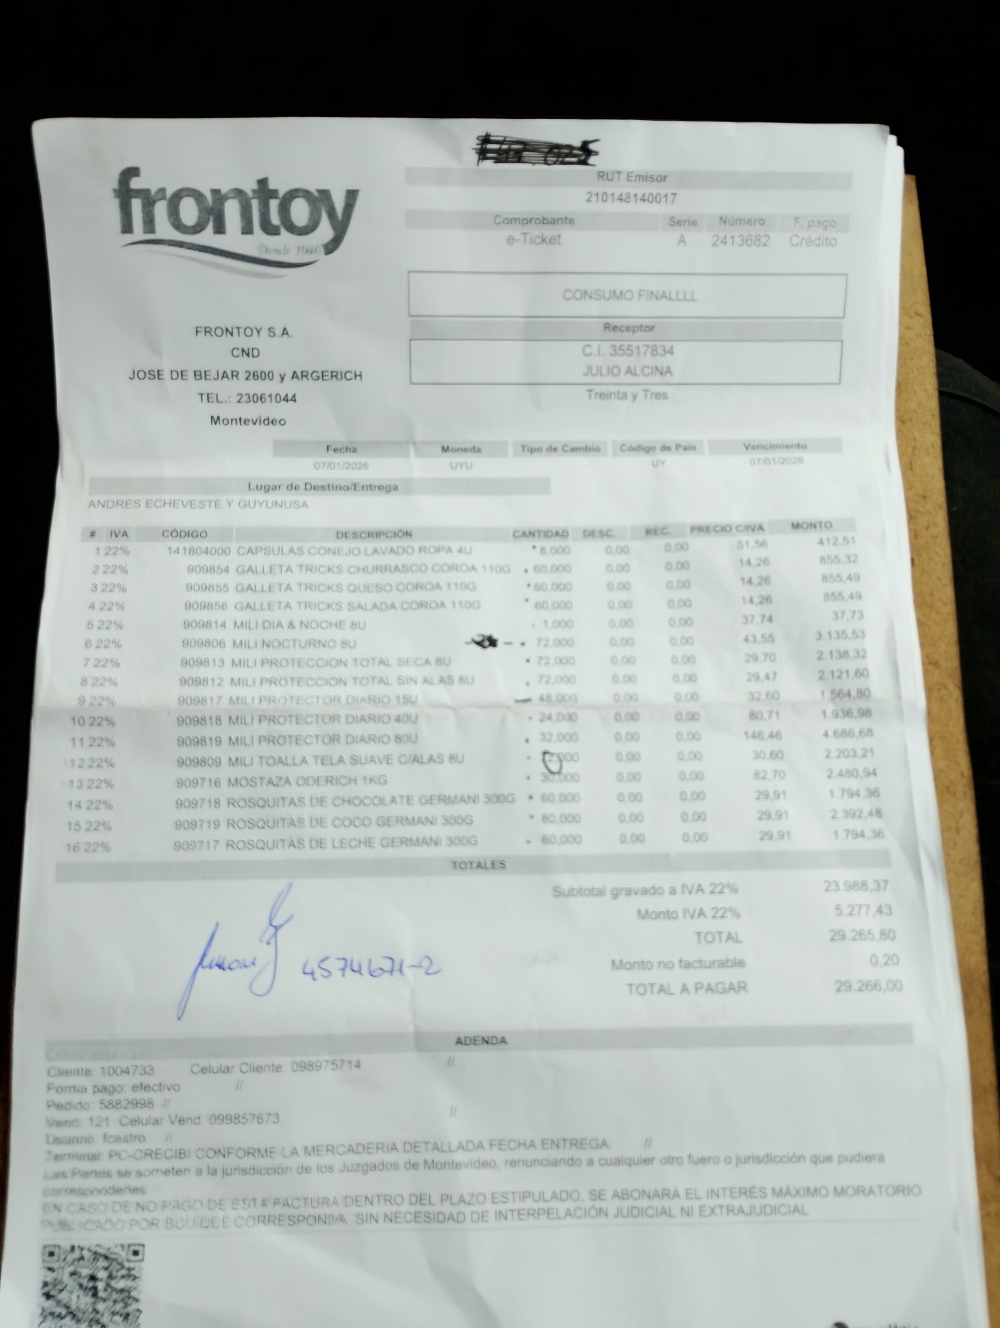 frontoy
Desde 1946
RUT Emisor
210148140017
Comprobante Serie Número F. pago
e-Ticket A 2413682 Crédito
CONSUMO FINALLLL
Receptor
C.I. 35517834
JULIO ALCINA
Treinta y Tres
FRONTOY S.A.
CND
JOSE DE BEJAR 2600 y ARGERICH
TEL.: 23061044
Montevideo
Fecha Moneda Tipo de Cambio Código de País Vencimiento
07/01/2026 UYU UY 07/01/2026
Lugar de Destino/Entrega
ANDRES ECHEVESTE Y GUYUNUSA
# IVA CÓDIGO DESCRIPCIÓN CANTIDAD DESC. REC. PRECIO C/IVA MONTO
1 22% 141804000 CAPSULAS CONEJO LAVADO ROPA 4U 8,000 0,00 0,00 51,56 412,51
2 22% 909854 GALLETA TRICKS CHURRASCO COROA 110G 60,000 0,00 0,00 14,26 855,32
3 22% 909855 GALLETA TRICKS QUESO COROA 110G 60,000 0,00 0,00 14,26 855,49
4 22% 909856 GALLETA TRICKS SALADA COROA 110G 60,000 0,00 0,00 14,26 855,49
5 22% 909814 MILI DIA & NOCHE 8U 1,000 0,00 0,00 37,74 37,73
6 22% 909806 MILI NOCTURNO 8U 72,000 0,00 0,00 43,55 3.135,53
7 22% 909813 MILI PROTECCION TOTAL SECA 8U 72,000 0,00 0,00 29,70 2.138,32
8 22% 909812 MILI PROTECCION TOTAL SIN ALAS 8U 72,000 0,00 0,00 29,47 2.121,60
9 22% 909817 MILI PROTECTOR DIARIO 15U 48,000 0,00 0,00 32,60 1.564,80
10 22% 909818 MILI PROTECTOR DIARIO 40U 24,000 0,00 0,00 80,71 1.936,98
11 22% 909819 MILI PROTECTOR DIARIO 80U 32,000 0,00 0,00 146,46 4.686,68
12 22% 909809 MILI TOALLA TELA SUAVE C/ALAS 8U 0,00 0,00 30,60 2.203,21
13 22% 909716 MOSTAZA ODERICH 1KG 30,000 0,00 0,00 82,70 2.480,94
14 22% 909718 ROSQUITAS DE CHOCOLATE GERMANI 300G 60,000 0,00 0,00 29,91 1.794,36
15 22% 909719 ROSQUITAS DE COCO GERMANI 300G 80,000 0,00 0,00 29,91 2.392,48
16 22% 909717 ROSQUITAS DE LECHE GERMANI 300G 60,000 0,00 0,00 29,91 1.794,36
TOTALES
Subtotal gravado a IVA 22% 23.988,37
Monto IVA 22% 5.277,43
TOTAL 29.265,80
Monto no facturable 0,20
TOTAL A PAGAR 29.266,00
4574671-2
ADENDA
Cliente: 1004733 Celular Cliente: 098975714 //
Forma pago: efectivo //
Pedido: 5882998 //
Vend: 121 Celular Vend: 099857673 //
fcastro //
Terminal: PC-CRECIBI CONFORME LA MERCADERIA DETALLADA FECHA ENTREGA: //
Las Partes se someten a la jurisdicción de los Juzgados de Montevideo, renunciando a cualquier otro fuero o jurisdicción que pudiera
corresponderles
EN CASO DE NO PAGO DE ESTA FACTURA DENTRO DEL PLAZO ESTIPULADO, SE ABONARÁ EL INTERÉS MÁXIMO MORATORIO
PUBLICADO POR BCU QUE CORRESPONDA, SIN NECESIDAD DE INTERPELACIÓN JUDICIAL NI EXTRAJUDICIAL